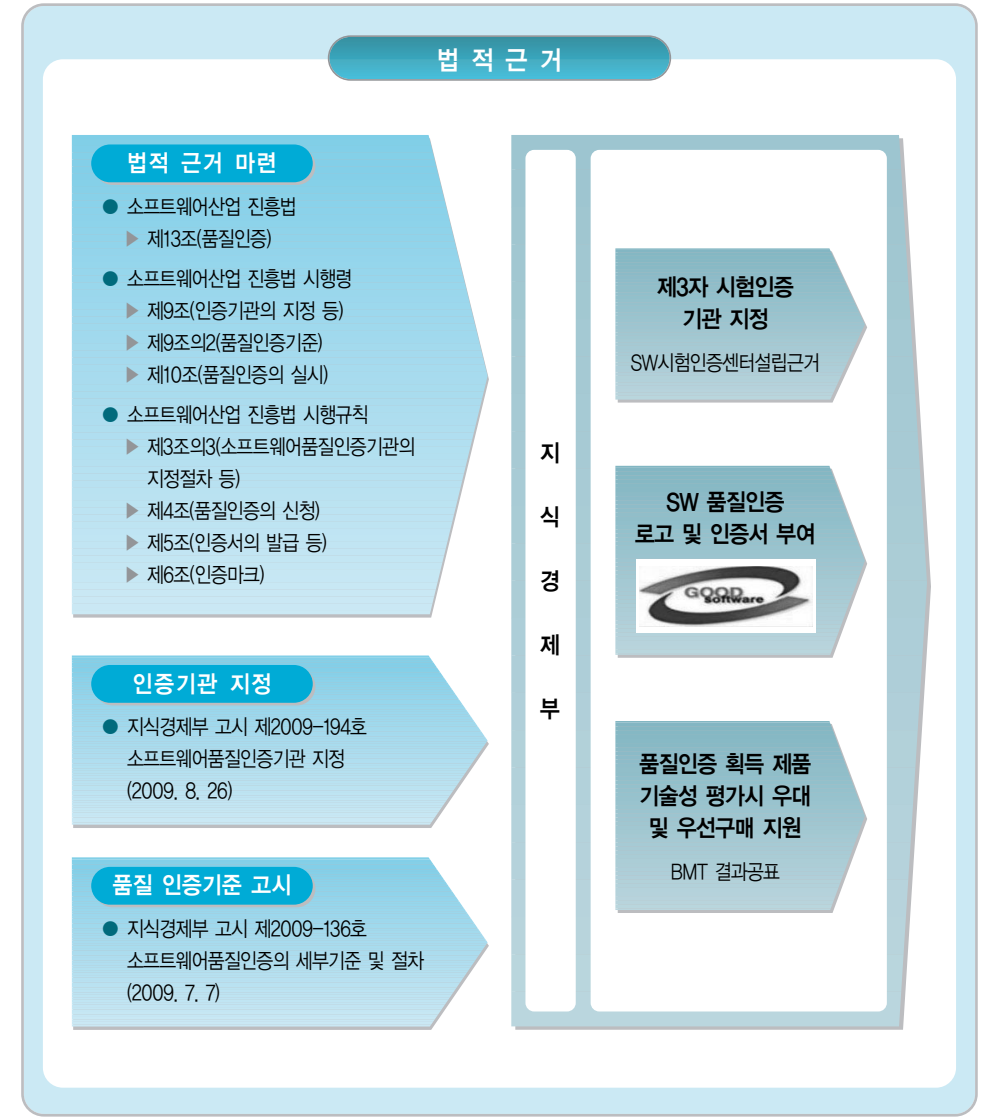 법적근거
법적 근거 마련
● 소프트웨어산업 진흥법
▶ 제13조(품질인증)
● 소프트웨어산업 진흥법 시행령
▶ 제9조(인증기관의 지정 등)
▶ 제9조의2(품질인증기준)
▶ 제10조(품질인증의 실시)
● 소프트웨어산업 진흥법 시행규칙
▶ 제3조의3(소프트웨어품질인증기관의
지정절차 등)
▶ 제4조(품질인증의 신청)
▶ 제5조(인증서의 발급 등)
▶ 제6조(인증마크)
인증기관 지정
● 지식경제부 고시 제2009-194호
소프트웨어품질인증기관 지정
(2009. 8. 26)
품질 인증기준 고시
● 지식경제부 고시 제2009-136호
소프트웨어품질인증의 세부기준 및 절차
(2009. 7. 7)
지
식
경
제
부
제3자 시험인증
기관 지정
SW시험인증센터설립근거
SW 품질인증
로고 및 인증서 부여
GOOD
Software
품질인증 획득 제품
기술성 평가시 우대
및 우선구매 지원
BMT 결과공표